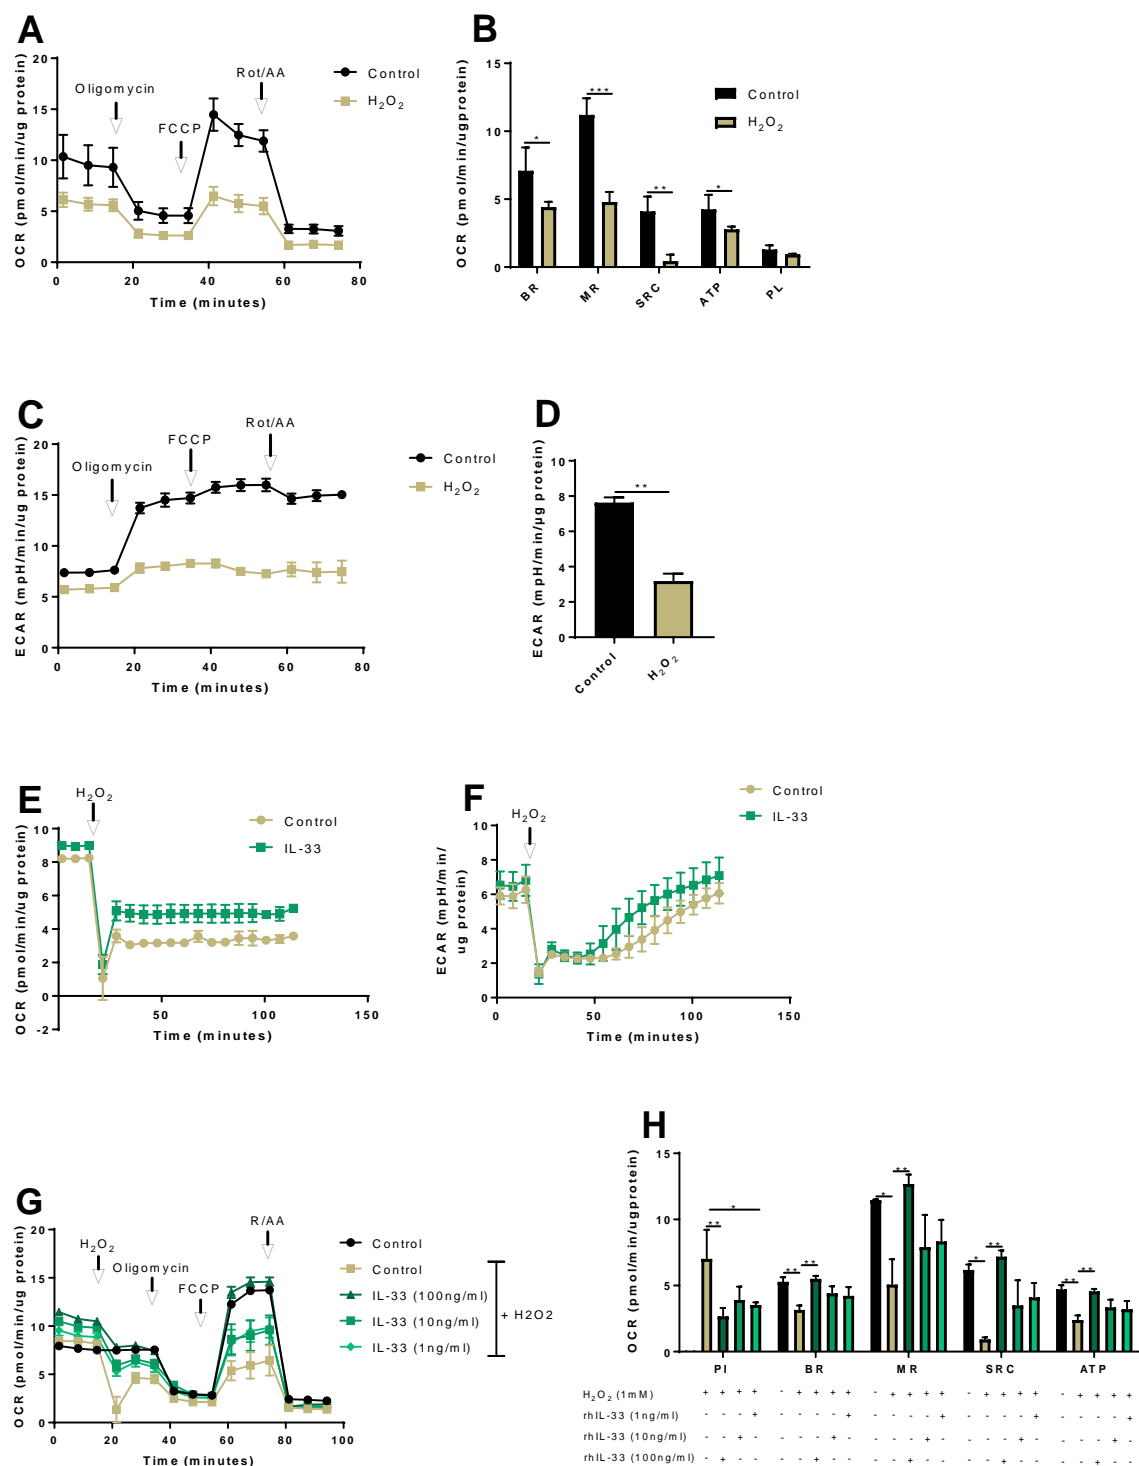 A
OCR (pmol/min/ug protein)
20
15
10
5
0
0 20 40 60 80
Time (minutes)
Oligomycin
FCCP
Rot/AA
Control
H₂O₂
B
OCR (pmol/min/ugprotein)
15
10
5
0
* *** ** *
BR MR SRC ATP PL
Control
H₂O₂
C
ECAR (mpH/min/ug protein)
20
15
10
5
0
0 20 40 60 80
Time (minutes)
Oligomycin
FCCP
Rot/AA
Control
H₂O₂
D
ECAR (mpH/min/µg protein)
10
8
6
4
2
0
**
Control H₂O₂
E
OCR (pmol/min/ug protein)
10
8
6
4
2
0
-2
50 100 150
Time (minutes)
H₂O₂
Control
IL-33
F
ECAR (mpH/min/
ug protein)
10
8
6
4
2
0
0 50 100 150
Time (minutes)
H₂O₂
Control
IL-33
G
OCR (pmol/min/ug protein)
20
15
10
5
0
0 20 40 60 80 100
Time (minutes)
H₂O₂
Oligomycin
FCCP
R/AA
Control
Control
IL-33 (100ng/ml)
IL-33 (10ng/ml)
IL-33 (1ng/ml)
+ H2O2
H
OCR (pmol/min/ugprotein)
15
10
5
0
** * ** ** * ** * ** ** **
PI BR MR SRC ATP
H₂O₂ (1mM) + + + + - + + + + - + + + + - + + + + - + + + +
rhIL-33 (1ng/ml) - - - + - - - - + - - - - + - - - - + - - - - +
rhIL-33 (10ng/ml) - - + - - - - + - - - - + - - - - + - - - - + -
rhIL-33 (100ng/ml) - + - - - - + - - - - + - - - - + - - - - + - -